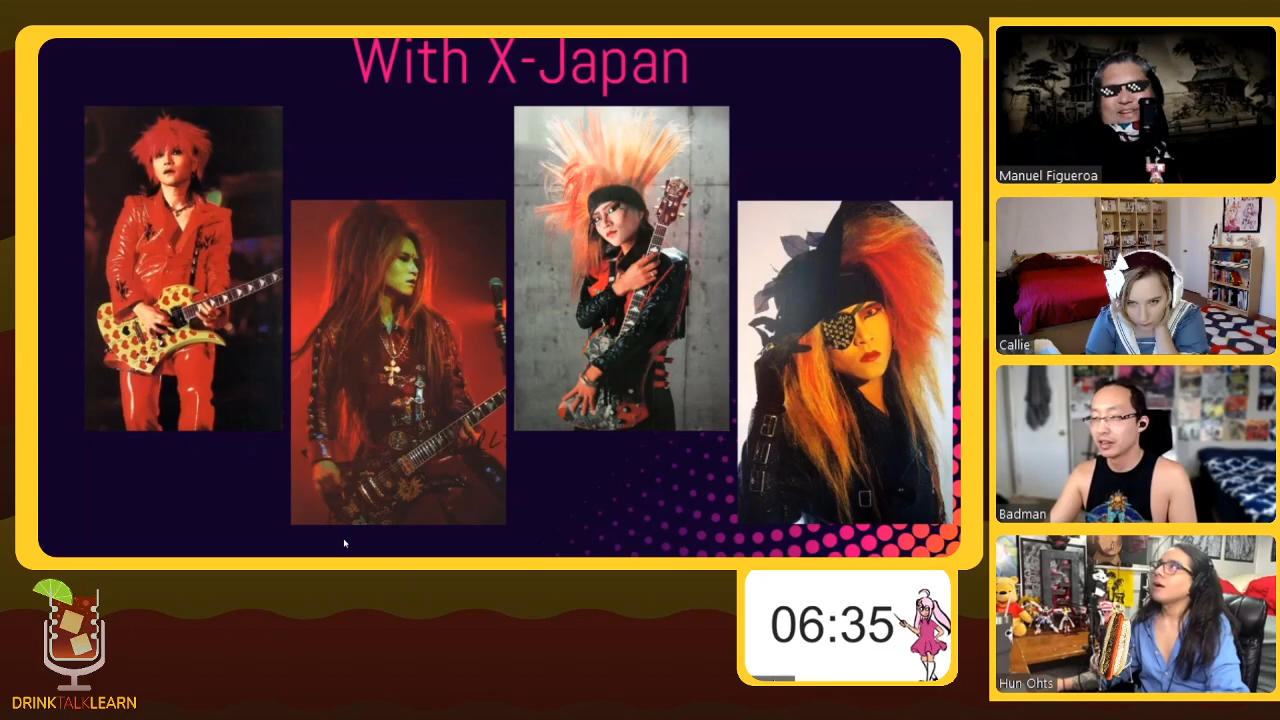 With X-Japan
Manuel Figueroa
Callie
Badman
Hun Ohts
06:35
DRINKTALKLEARN